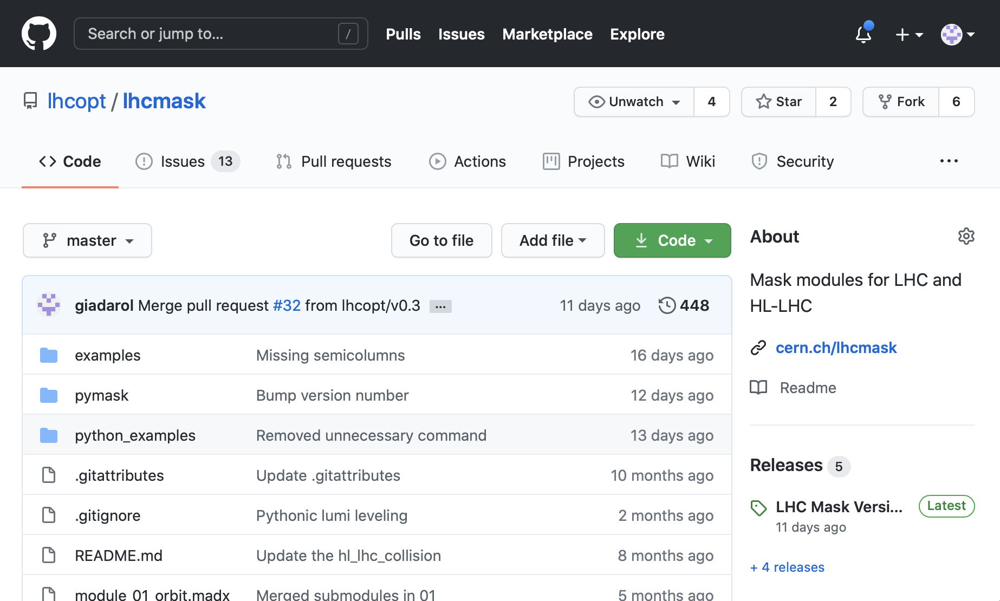 Search or jump to... / Pulls Issues Marketplace Explore
lhcopt / lhcmask Unwatch 4 Star 2 Fork 6
Code Issues 13 Pull requests Actions Projects Wiki Security ...
master Go to file Add file Code
About
Mask modules for LHC and
HL-LHC
cern.ch/lhcmask
Readme
giadarol Merge pull request #32 from lhcopt/v0.3 ... 11 days ago 448
examples Missing semicolumns 16 days ago
pymask Bump version number 12 days ago
python_examples Removed unnecessary command 13 days ago
.gitattributes Update .gitattributes 10 months ago
.gitignore Pythonic lumi leveling 2 months ago
README.md Update the hl_lhc_collision 8 months ago
module_01_orbit.madx Merged submodules in 01 5 months ago
Releases 5
LHC Mask Versi... Latest
11 days ago
+ 4 releases